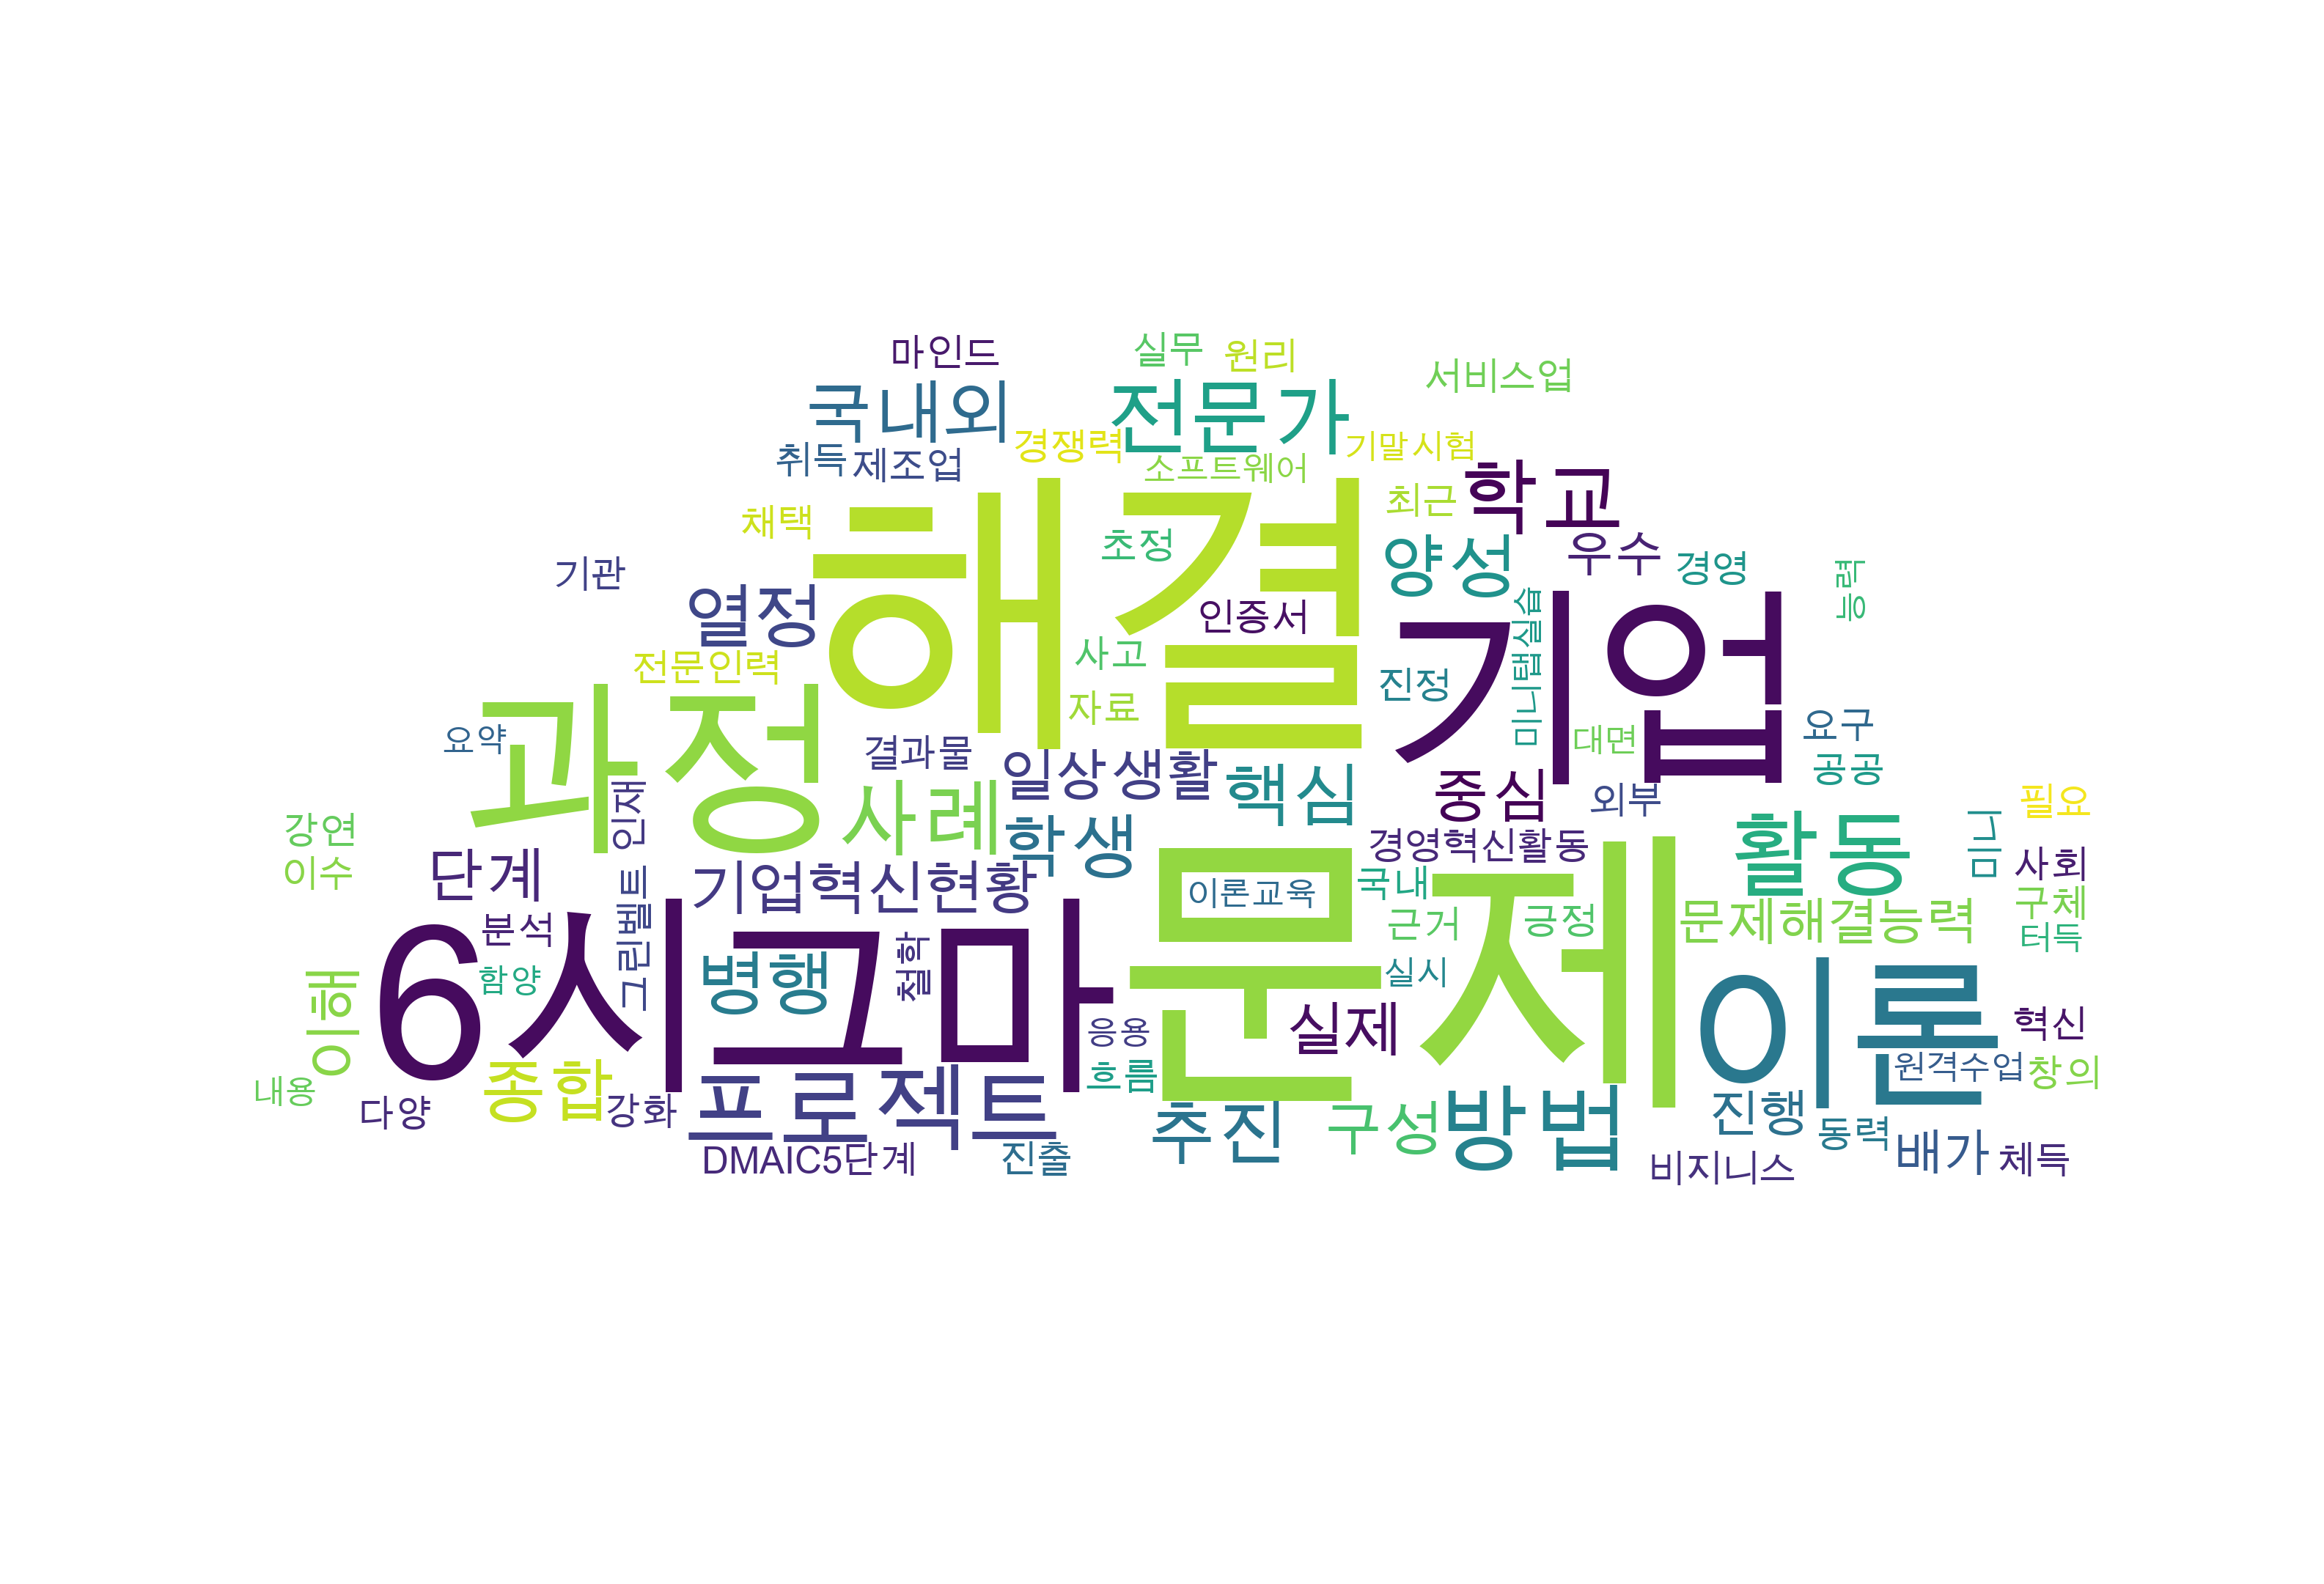 마인드
실무
원리
서비스업
국내외
전문가
취득
제조업
경쟁력
소프트웨어
기말시험
채택
해결
초정
최근
학교
기관
열정
인증서
양성
우수
경영
능력
전문인력
사고
진정
미니탭실습
기업
요약
과정
자료
결과물
대면
요구
공공
강연
이수
인재
사례
일상생활
핵심
중심
외부
필요
단계
기업혁신현황
학생
경영혁신활동
활동
미니
사회
분석
그린벨트
이론교육
국내
근거
긍정
문제해결능력
구체
터득
이해
함양
6시그마
병행
철학
문제
실시
이론
혁신
내용
다양
종합
강화
프로젝트
응용
흐름
실제
원격수업
창의
DMAIC5단계
진출
추진
구성
방법
진행
동력
비지니스
배가
체득